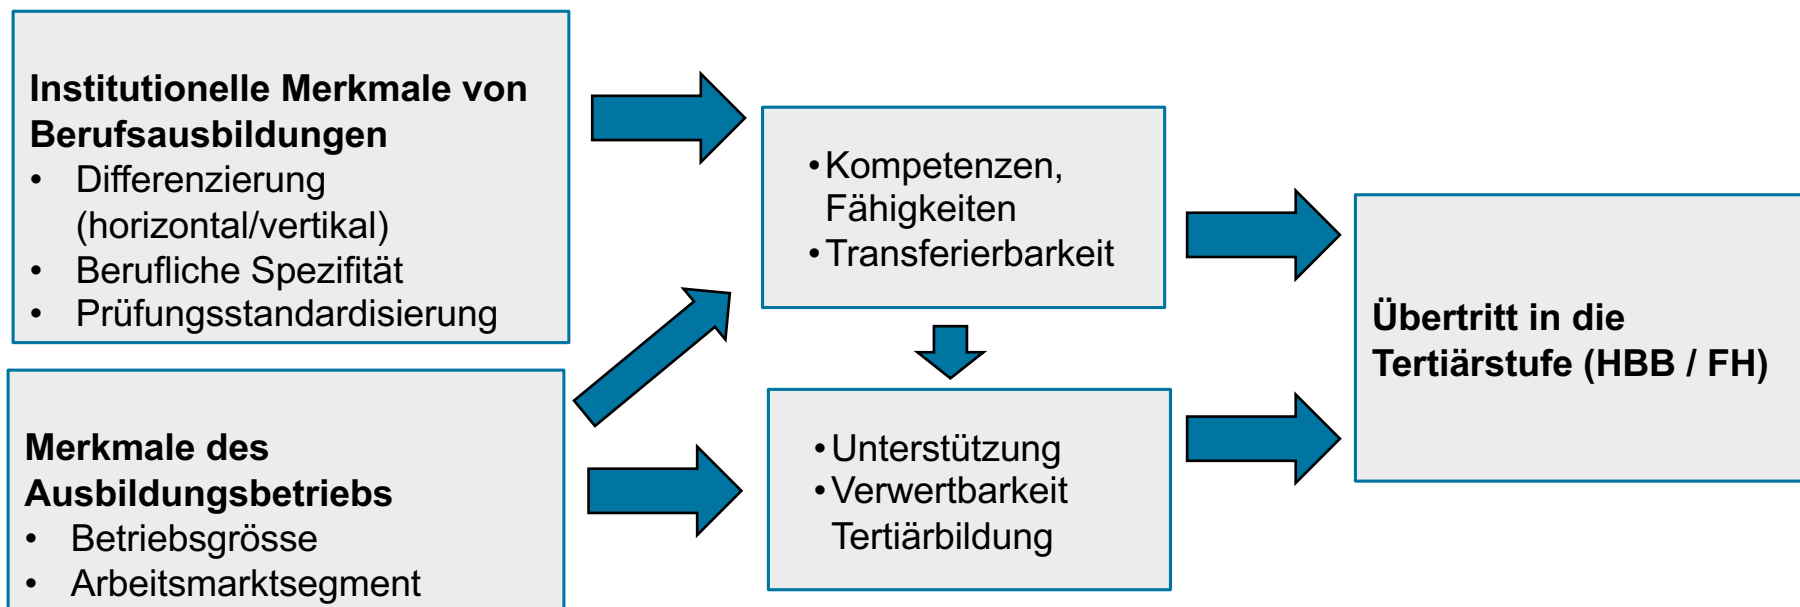 Institutionelle Merkmale von
Berufsausbildungen
• Differenzierung
(horizontal/vertikal)
• Berufliche Spezifität
• Prüfungsstandardisierung
Merkmale des
Ausbildungsbetriebs
• Betriebsgrösse
• Arbeitsmarktsegment
• Kompetenzen,
Fähigkeiten
• Transferierbarkeit
• Unterstützung
• Verwertbarkeit
Tertiärbildung
Übertritt in die
Tertiärstufe (HBB / FH)